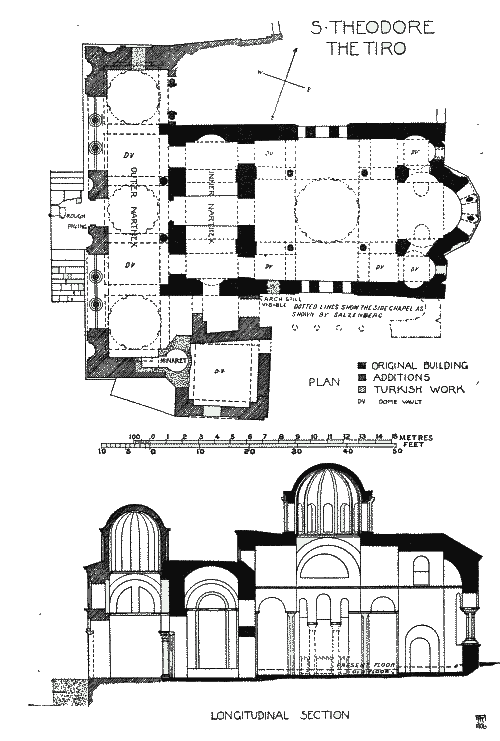 S. THEODORE
THE TIRO
W
E
S
DV
DV
DV
OUTER NARTHEX
INNER NARTHEX
ROUGH
PAVING
DV
DV
DV
DV
ARCH STILL
VISIBLE
DOTTED LINES SHOW THE SIDE CHAPEL AS
SHOWN BY SALZENBERG
MINARET
DV
PLAN
ORIGINAL BUILDING
ADDITIONS
TURKISH WORK
DV DOME VAULT
100 0 1 2 3 4 5 6 7 8 9 10 11 12 13 14 15 METRES
10 5 0 10 20 30 40 50 FEET
PRESENT FLOOR
OLD FLOOR
LONGITUDINAL SECTION